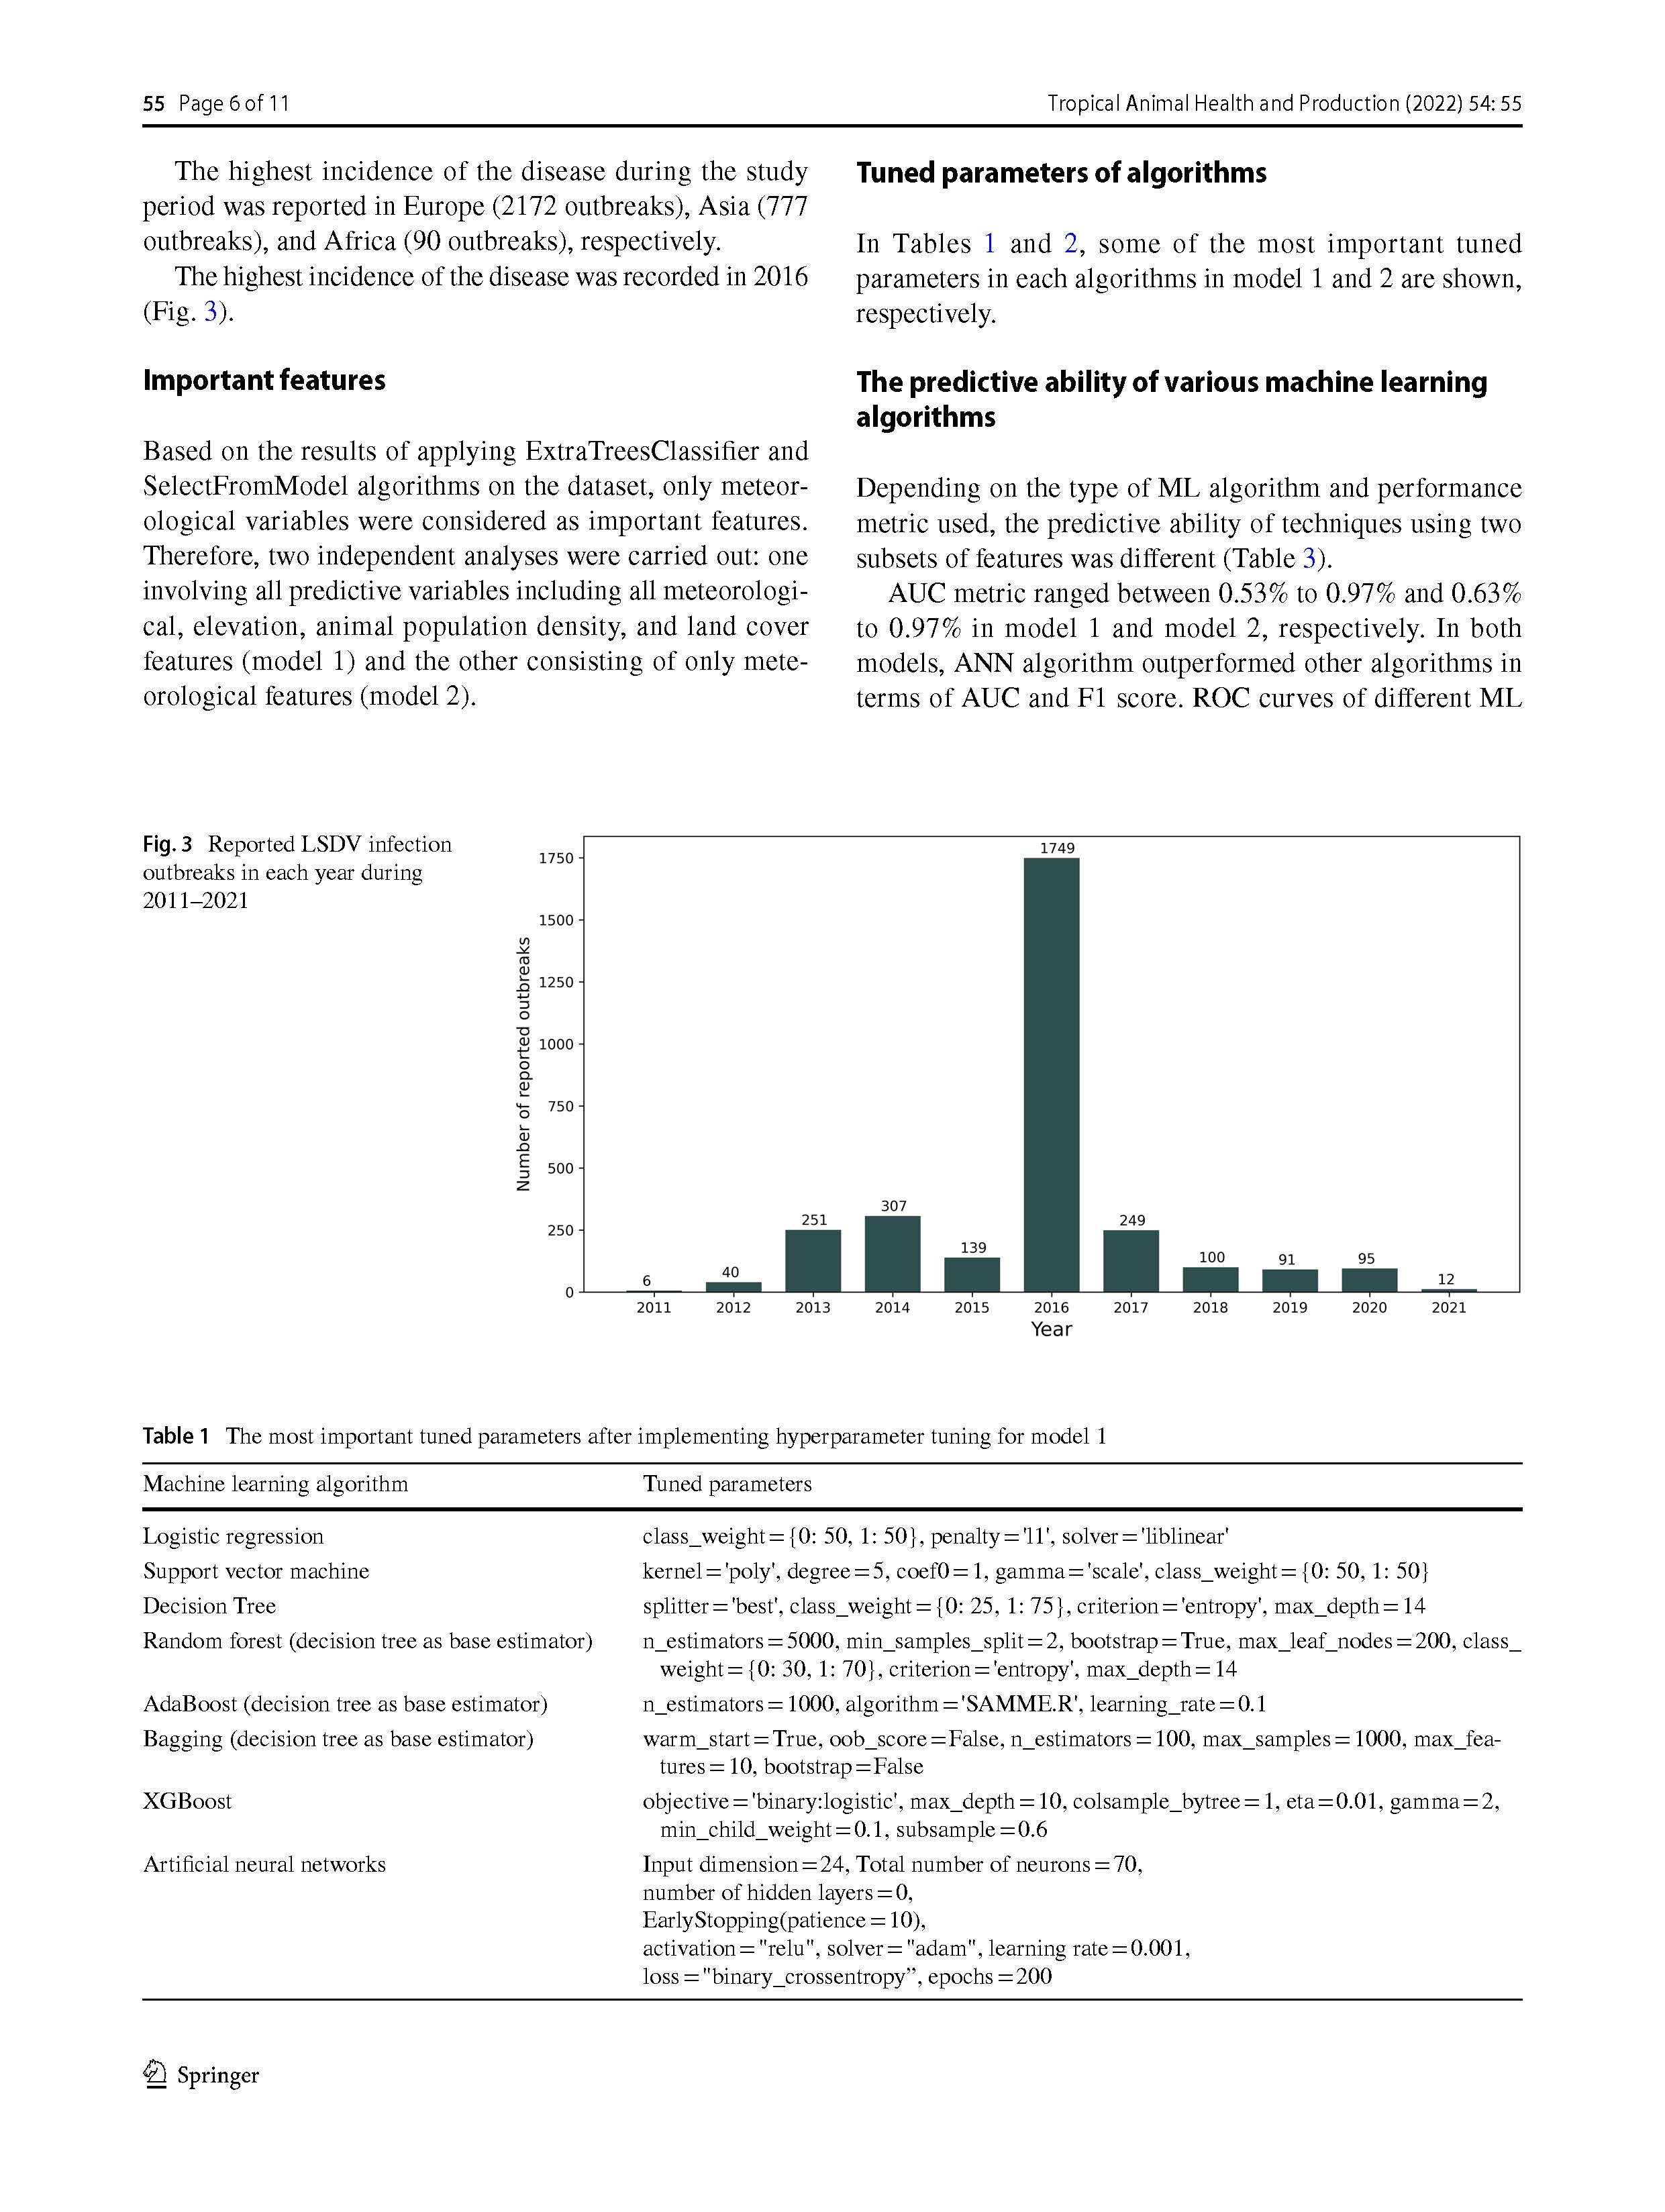 55 Page 6 of 11
Tropical Animal Health and Production (2022) 54: 55
The highest incidence of the disease during the study
period was reported in Europe (2172 outbreaks), Asia (777
outbreaks), and Africa (90 outbreaks), respectively.
The highest incidence of the disease was recorded in 2016
(Fig. 3).
Important features
Based on the results of applying ExtraTreesClassifier and
SelectFromModel algorithms on the dataset, only meteor-
ological variables were considered as important features.
Therefore, two independent analyses were carried out: one
involving all predictive variables including all meteorologi-
cal, elevation, animal population density, and land cover
features (model 1) and the other consisting of only mete-
orological features (model 2).
Tuned parameters of algorithms
In Tables 1 and 2, some of the most important tuned
parameters in each algorithms in model 1 and 2 are shown,
respectively.
The predictive ability of various machine learning
algorithms
Depending on the type of ML algorithm and performance
metric used, the predictive ability of techniques using two
subsets of features was different (Table 3).
AUC metric ranged between 0.53% to 0.97% and 0.63%
to 0.97% in model 1 and model 2, respectively. In both
models, ANN algorithm outperformed other algorithms in
terms of AUC and F1 score. ROC curves of different ML
Fig. 3 Reported LSDV infection
outbreaks in each year during
2011–2021
Number of reported outbreaks
1750
1500
1250
1000
750
500
250
0
6
40
251
307
139
1749
249
100
91
95
12
2011 2012 2013 2014 2015 2016 2017 2018 2019 2020 2021
Year
Table 1 The most important tuned parameters after implementing hyperparameter tuning for model 1
Machine learning algorithm Tuned parameters
Logistic regression class_weight={0: 50, 1: 50}, penalty='l1', solver='liblinear'
Support vector machine kernel='poly', degree=5, coef0=1, gamma='scale', class_weight={0: 50, 1: 50}
Decision Tree splitter='best', class_weight={0: 25, 1: 75}, criterion='entropy', max_depth=14
Random forest (decision tree as base estimator) n_estimators=5000, min_samples_split=2, bootstrap=True, max_leaf_nodes=200, class_
weight={0: 30, 1: 70}, criterion='entropy', max_depth=14
AdaBoost (decision tree as base estimator) n_estimators=1000, algorithm='SAMME.R', learning_rate=0.1
Bagging (decision tree as base estimator) warm_start=True, oob_score=False, n_estimators=100, max_samples=1000, max_fea-
tures=10, bootstrap=False
XGBoost objective='binary:logistic', max_depth=10, colsample_bytree=1, eta=0.01, gamma=2,
min_child_weight=0.1, subsample=0.6
Artificial neural networks Input dimension=24, Total number of neurons=70,
number of hidden layers=0,
EarlyStopping(patience=10),
activation="relu", solver="adam", learning rate=0.001,
loss="binary_crossentropy”, epochs=200
Springer